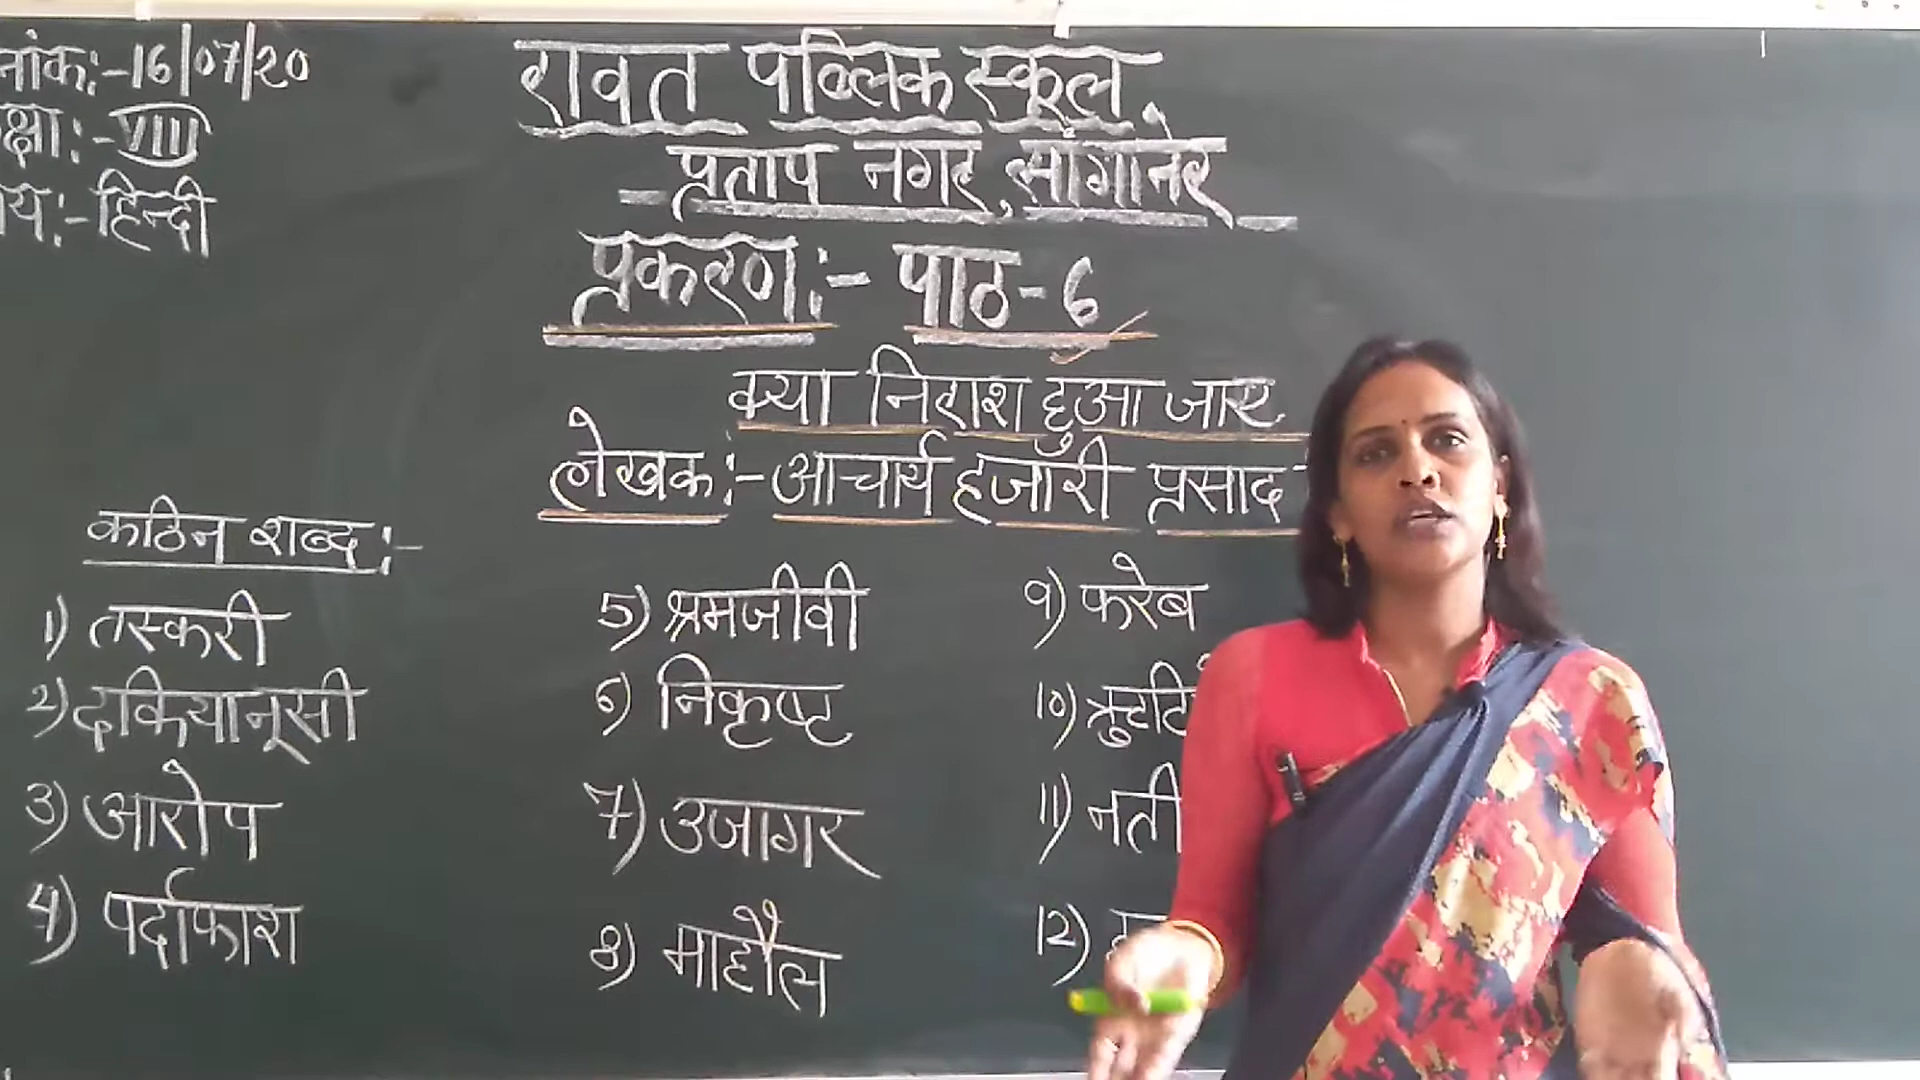 नांक:-16/07/20
क्षा:-VIII
य:-हिन्दी
रावत पब्लिक स्कूल
प्रताप नगर, सांगानेर
प्रकरण:- पाठ-6
क्या निराश हुआ जाए
लेखक:-आचार्य हजारी प्रसाद
कठिन शब्द:-
1) तस्करी
2) दकियानूसी
3) आरोप
4) पर्दाफाश
5) श्रमजीवी
6) निकृष्ट
7) उजागर
8) माहौल
9) फरेब
10)
11) नती
12)